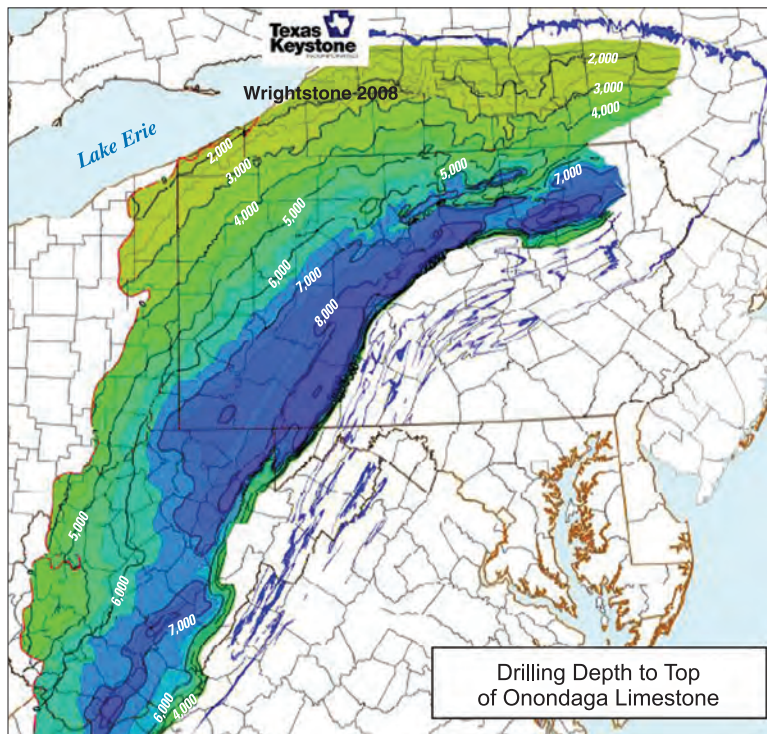 Texas
Keystone
INCORPORATED
Wrightstone 2008
Lake Erie
2,000
3,000
4,000
2,000
3,000
4,000
5,000
6,000
7,000
8,000
5,000
7,000
5,000
6,000
7,000
6,000
4,000
Drilling Depth to Top
of Onondaga Limestone